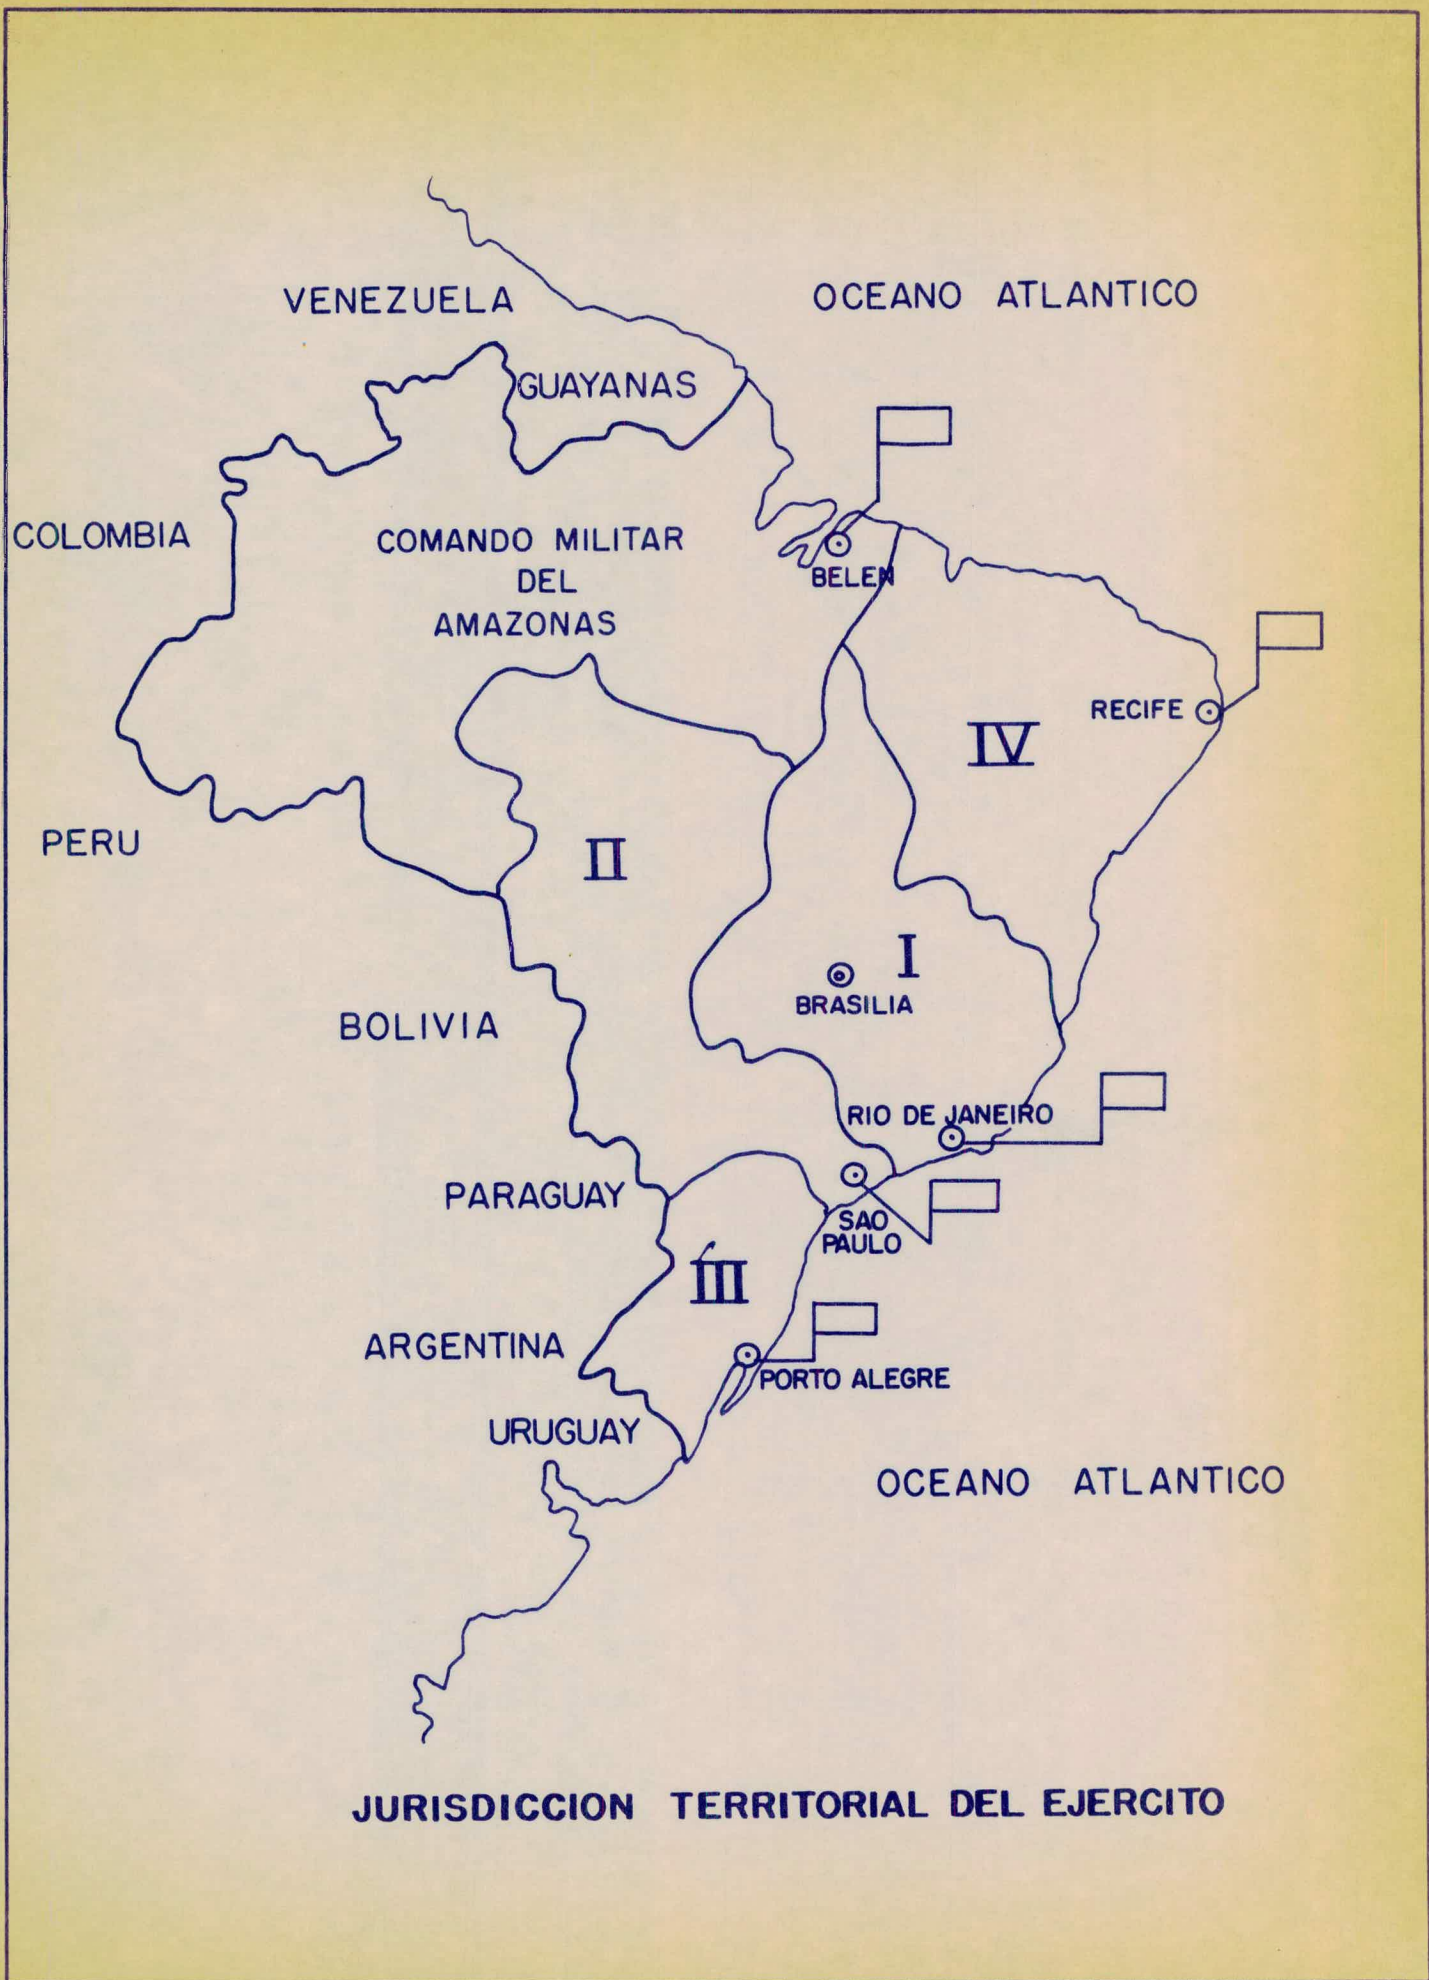 VENEZUELA
OCEANO ATLANTICO
GUAYANAS
COLOMBIA
COMANDO MILITAR
DEL
AMAZONAS
BELEN
RECIFE
IV
PERU
II
I
BRASILIA
BOLIVIA
RIO DE JANEIRO
PARAGUAY
SAO
PAULO
III
ARGENTINA
PORTO ALEGRE
URUGUAY
OCEANO ATLANTICO
JURISDICCION TERRITORIAL DEL EJERCITO